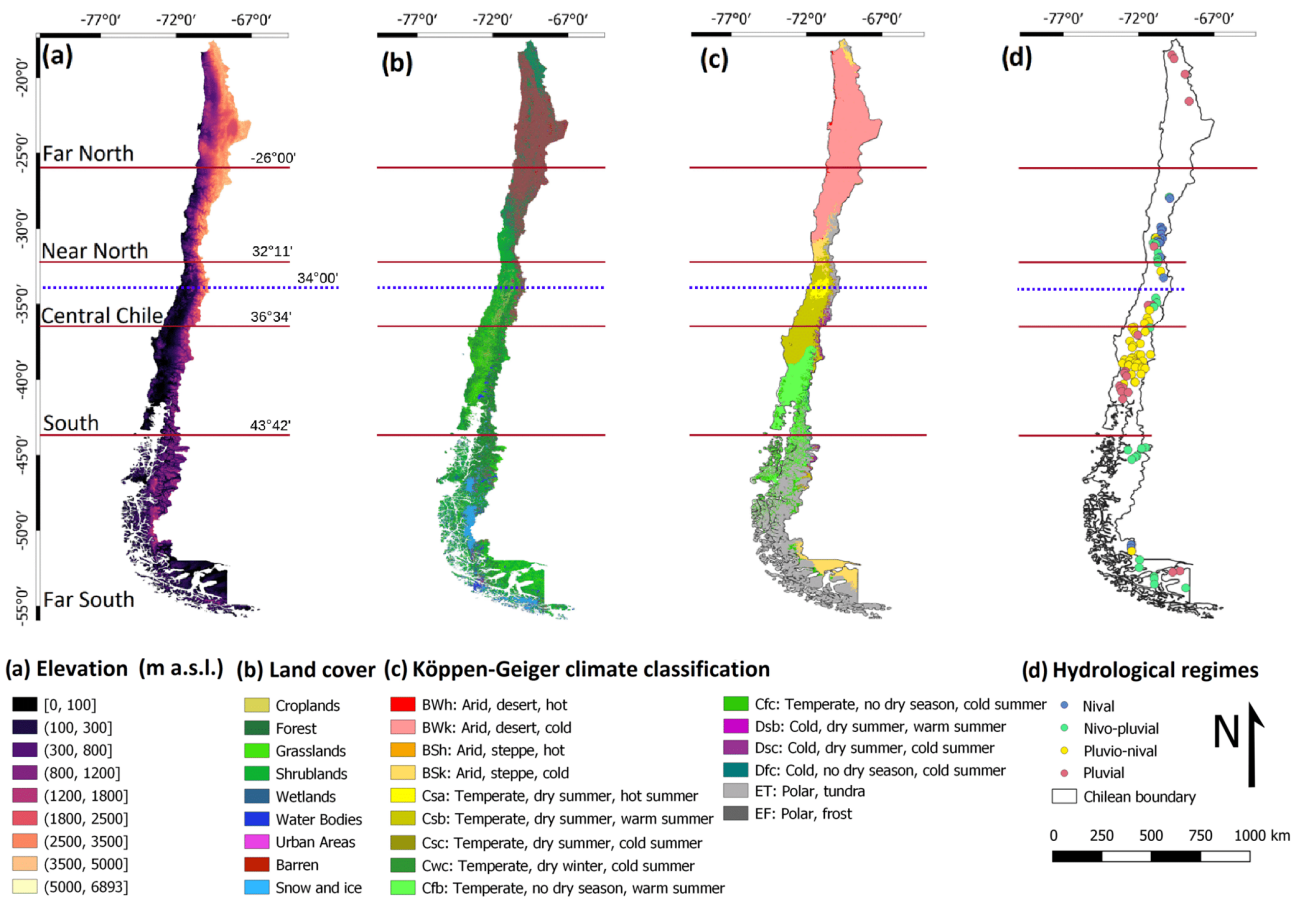 -77°0' -72°0' -67°0' -77°0' -72°0' -67°0' -77°0' -72°0' -67°0' -77°0' -72°0' -67°0'
(a) (b) (c) (d)
-20°0'
-25°0'
Far North -26°00'
-30°0'
Near North 32°11'
34°00'
-35°0'
Central Chile 36°34'
-40°0'
South 43°42'
-45°0'
-50°0'
-55°0'
Far South
(a) Elevation (m a.s.l.)
[0, 100]
(100, 300]
(300, 800]
(800, 1200]
(1200, 1800]
(1800, 2500]
(2500, 3500]
(3500, 5000]
(5000, 6893]
(b) Land cover
Croplands
Forest
Grasslands
Shrublands
Wetlands
Water Bodies
Urban Areas
Barren
Snow and ice
(c) Köppen-Geiger climate classification
BWh: Arid, desert, hot
BWk: Arid, desert, cold
BSh: Arid, steppe, hot
BSk: Arid, steppe, cold
Csa: Temperate, dry summer, hot summer
Csb: Temperate, dry summer, warm summer
Csc: Temperate, dry summer, cold summer
Cwc: Temperate, dry winter, cold summer
Cfb: Temperate, no dry season, warm summer
Cfc: Temperate, no dry season, cold summer
Dsb: Cold, dry summer, warm summer
Dsc: Cold, dry summer, cold summer
Dfc: Cold, no dry season, cold summer
ET: Polar, tundra
EF: Polar, frost
(d) Hydrological regimes
Nival
Nivo-pluvial
Pluvio-nival
Pluvial
Chilean boundary
N
0 250 500 750 1000 km